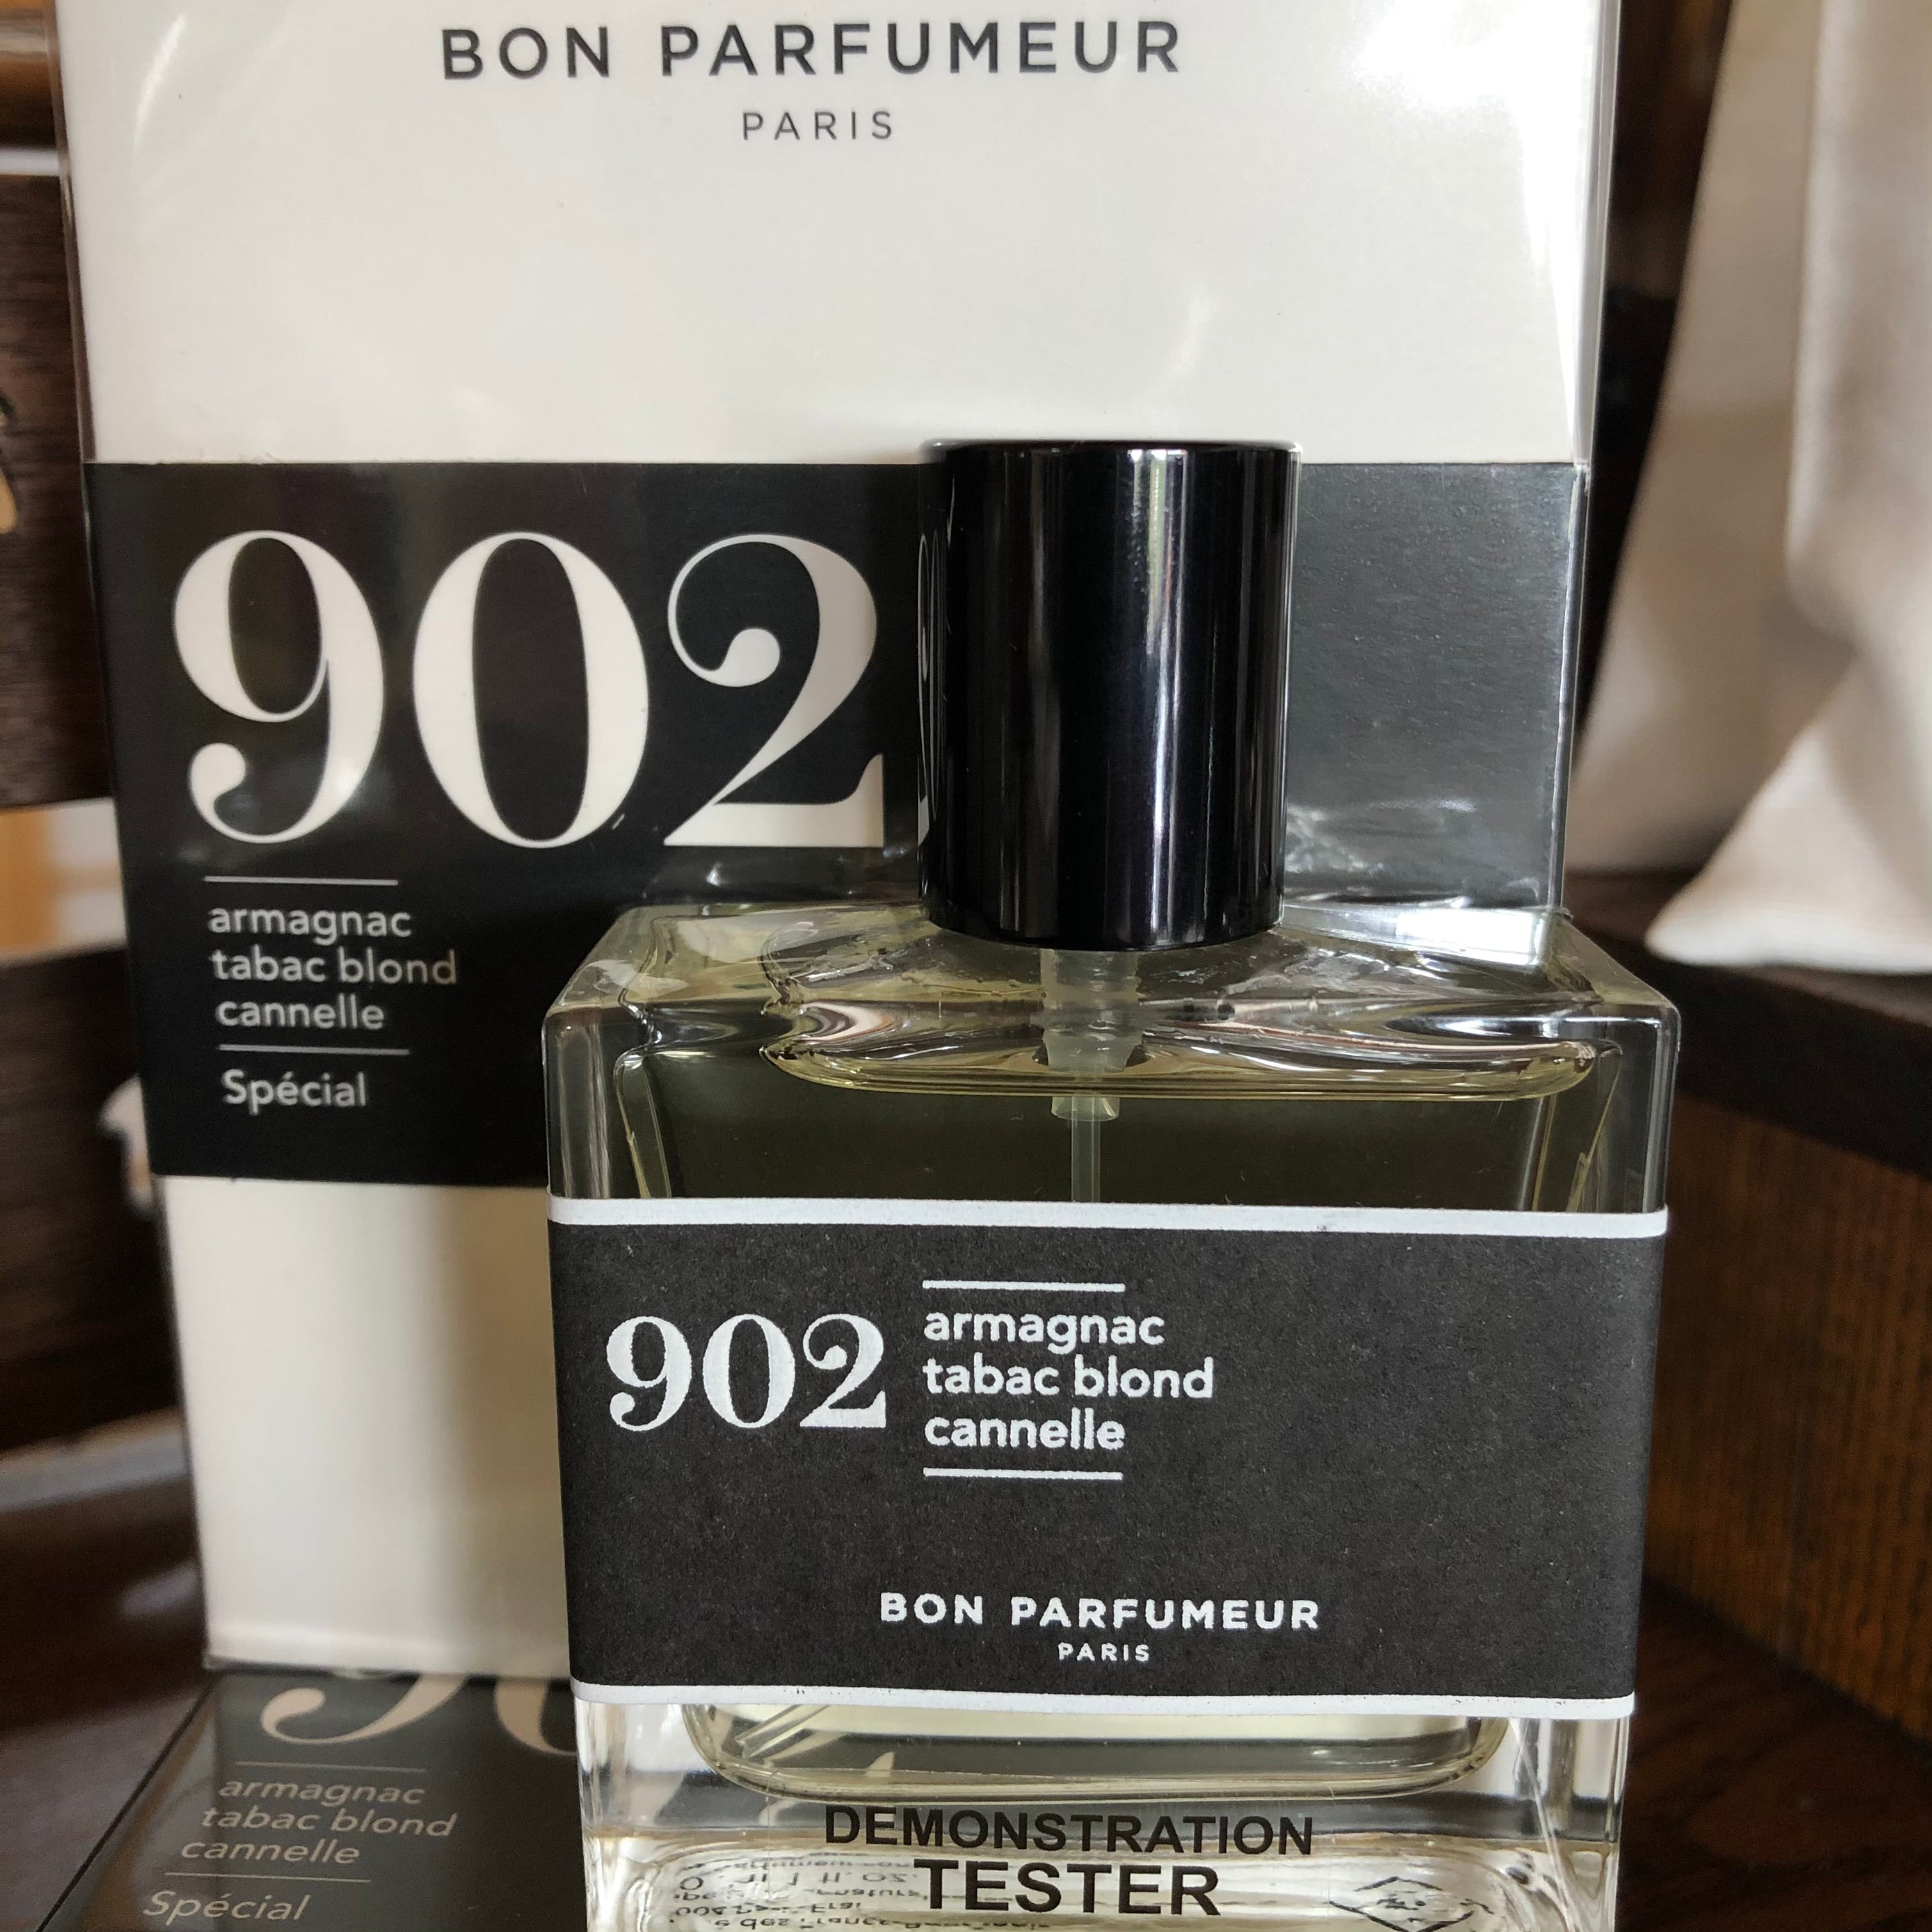 BON PARFUMEUR
PARIS
902
armagnac
tabac blond
cannelle
Spécial
902
armagnac
tabac blond
cannelle
BON PARFUMEUR
PARIS
armagnac
tabac blond
cannelle
Spécial
DEMONSTRATION
TESTER